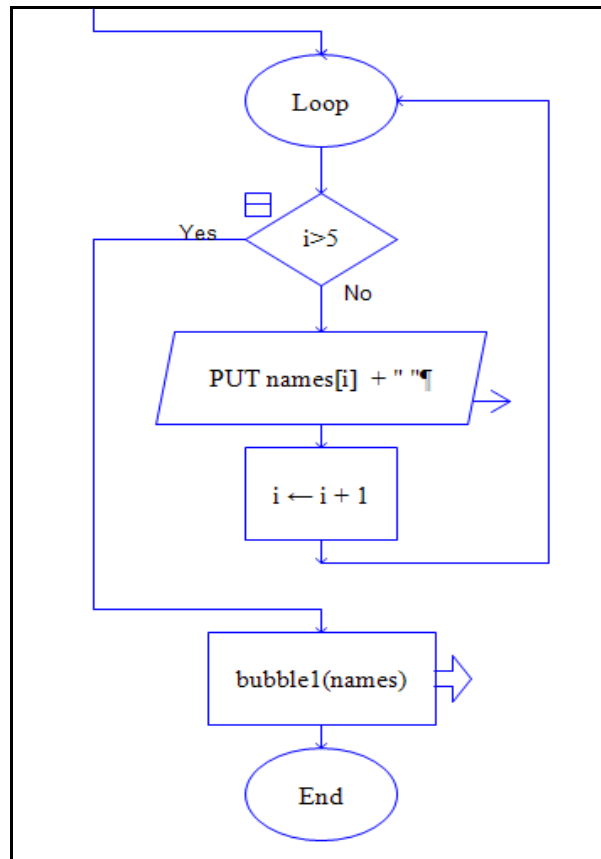 Loop
i>5
Yes
No
PUT names[i] + " "¶
i ← i + 1
bubble1(names)
End